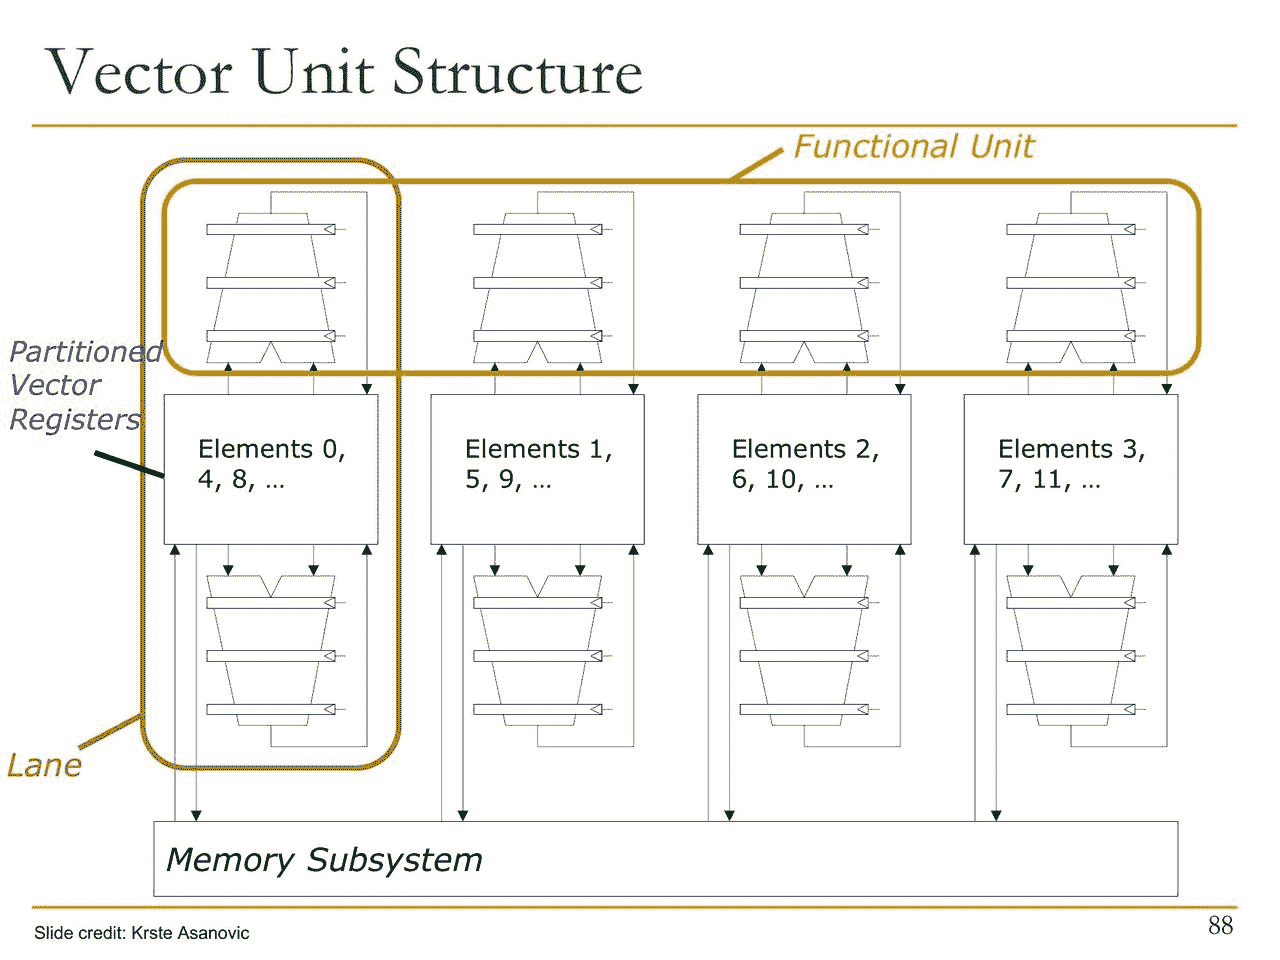 Vector Unit Structure
Functional Unit
Partitioned
Vector
Registers
Elements 0,
4, 8, …
Elements 1,
5, 9, …
Elements 2,
6, 10, …
Elements 3,
7, 11, …
Lane
Memory Subsystem
Slide credit: Krste Asanovic
88